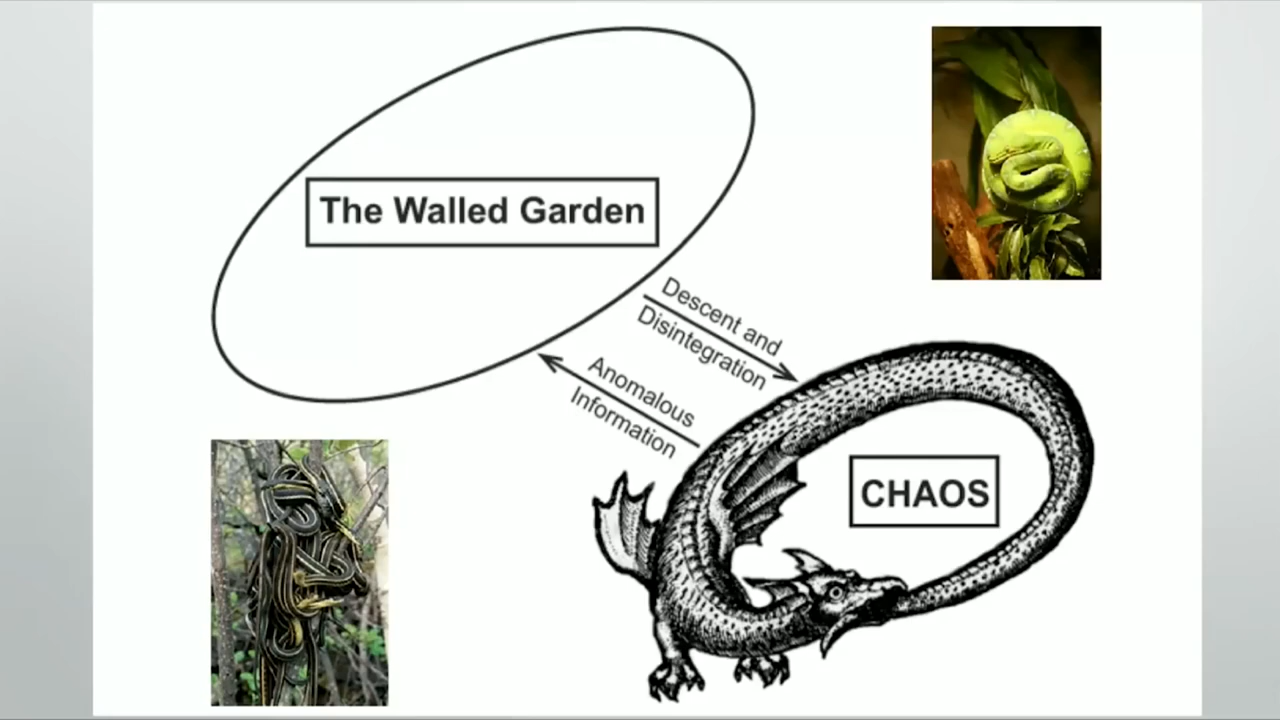 The Walled Garden
Descent and
Disintegration
Anomalous
Information
CHAOS